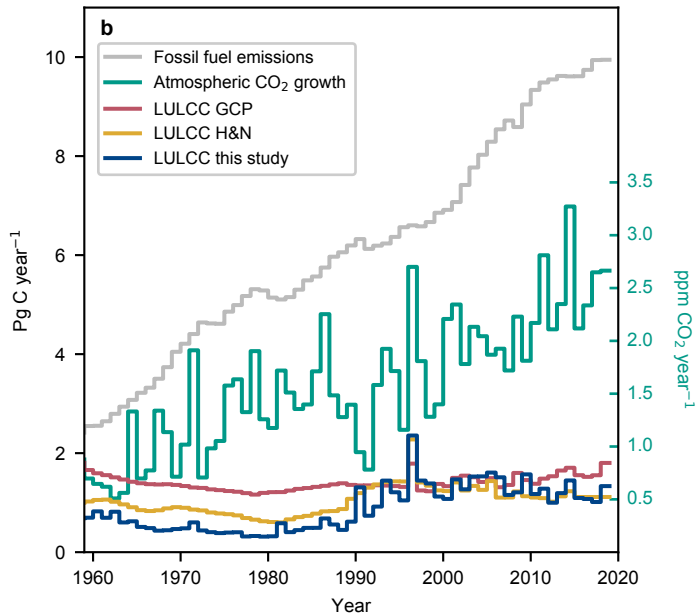 b
Fossil fuel emissions
Atmospheric CO₂ growth
LULCC GCP
LULCC H&N
LULCC this study
10
8
6
4
2
0
Pg C year⁻¹
3.5
3.0
2.5
2.0
1.5
1.0
0.5
ppm CO₂ year⁻¹
1960 1970 1980 1990 2000 2010 2020
Year